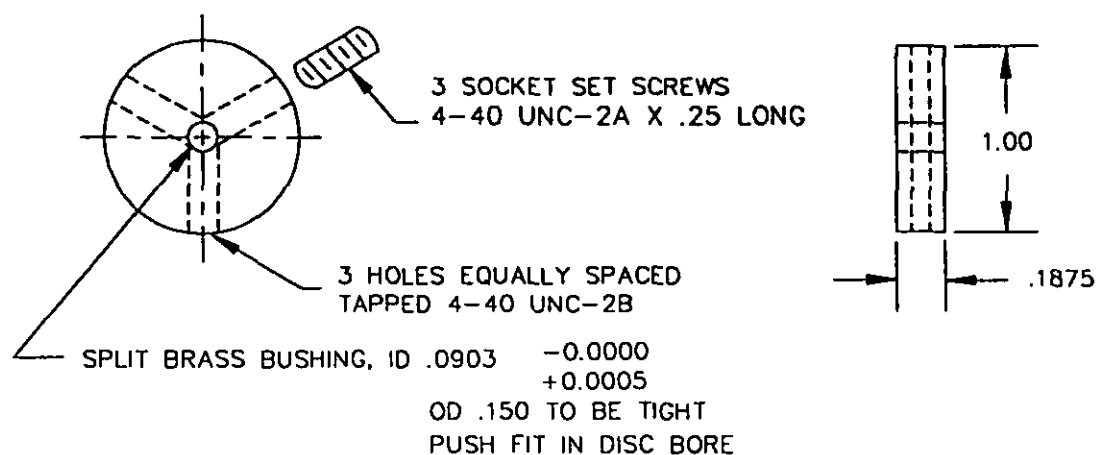 3 SOCKET SET SCREWS
4-40 UNC-2A X .25 LONG
1.00
3 HOLES EQUALLY SPACED
TAPPED 4-40 UNC-2B
.1875
SPLIT BRASS BUSHING, ID .0903 -0.0000
+0.0005
OD .150 TO BE TIGHT
PUSH FIT IN DISC BORE